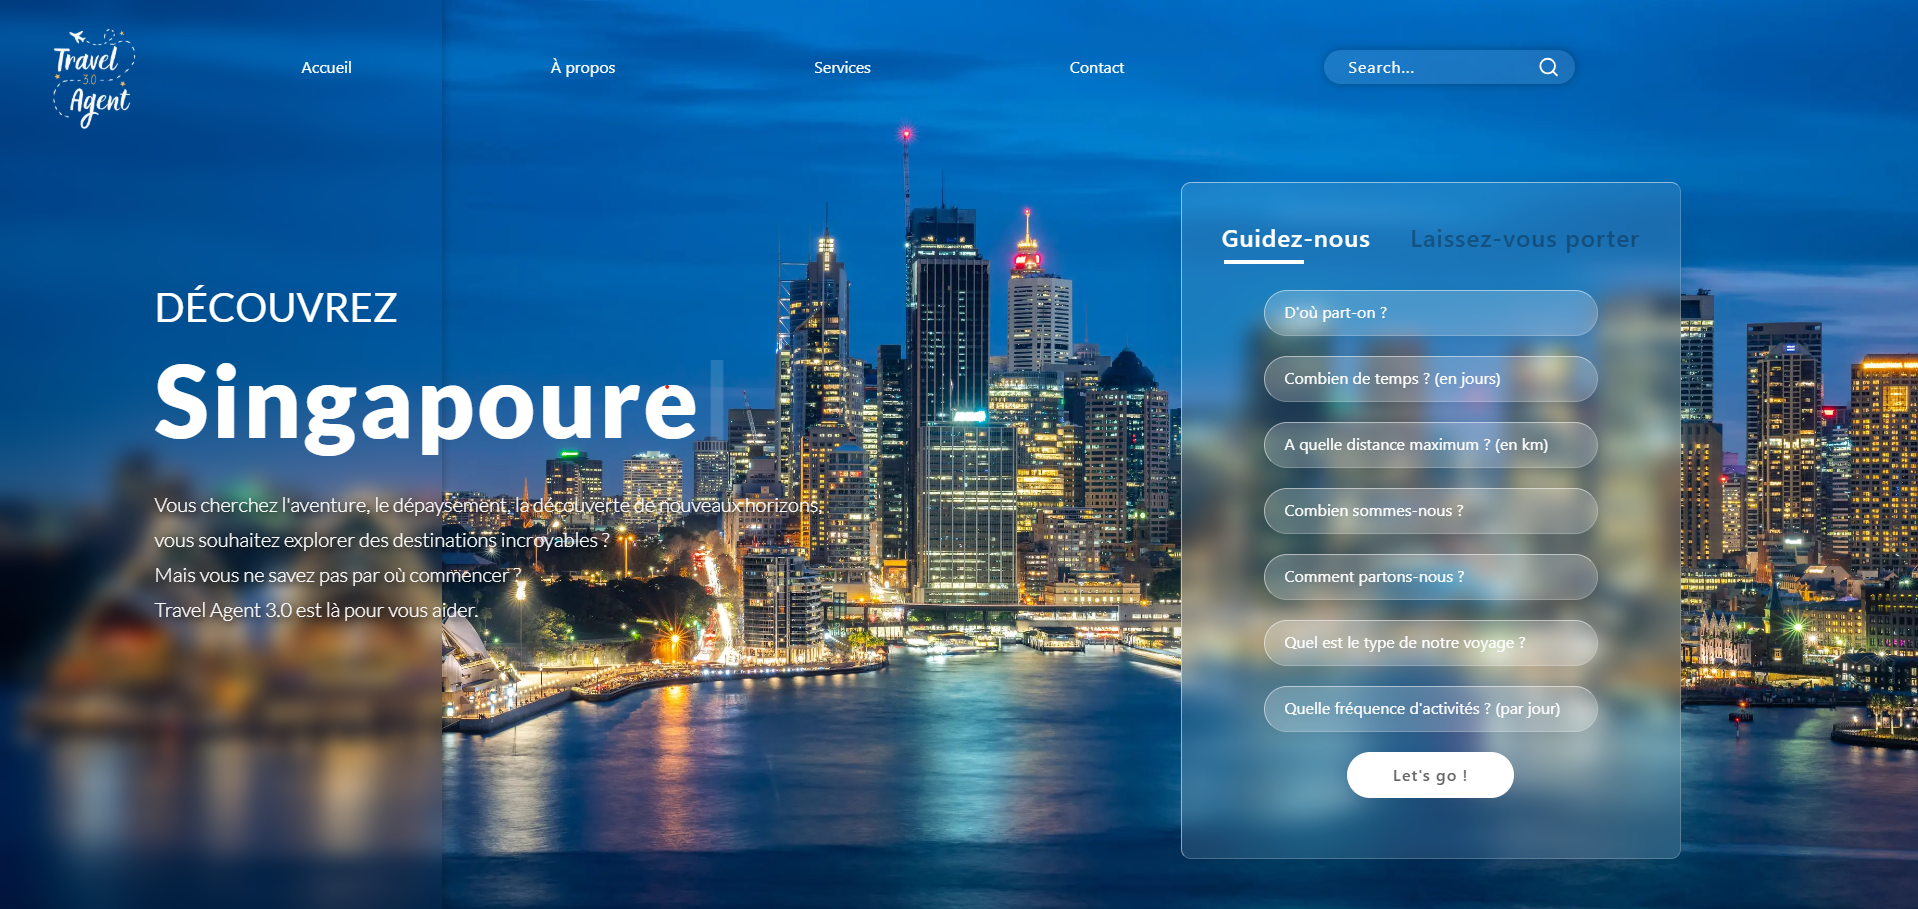 Travel
3.0
Agent
Accueil
À propos
Services
Contact
Search...
DÉCOUVREZ
Singapoure
Vous cherchez l'aventure, le dépaysement, la découverte de nouveaux horizons,
vous souhaitez explorer des destinations incroyables ?
Mais vous ne savez pas par où commencer ?
Travel Agent 3.0 est là pour vous aider.
Guidez-nous
Laissez-vous porter
D'où part-on ?
Combien de temps ? (en jours)
A quelle distance maximum ? (en km)
Combien sommes-nous ?
Comment partons-nous ?
Quel est le type de notre voyage ?
Quelle fréquence d'activités ? (par jour)
Let's go !